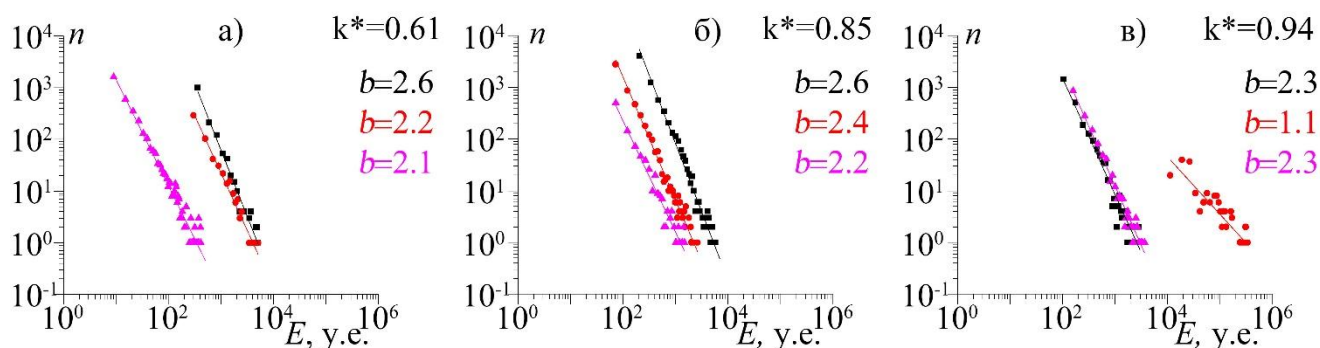 n а) k*=0.61
b=2.6
b=2.2
b=2.1
10⁴
10³
10²
10¹
10⁰
10⁻¹
10⁰ 10² 10⁴ 10⁶
E, у.е.
n б) k*=0.85
b=2.6
b=2.4
b=2.2
10⁴
10³
10²
10¹
10⁰
10⁻¹
10⁰ 10² 10⁴ 10⁶
E, у.е.
n в) k*=0.94
b=2.3
b=1.1
b=2.3
10⁴
10³
10²
10¹
10⁰
10⁻¹
10⁰ 10² 10⁴ 10⁶
E, у.е.